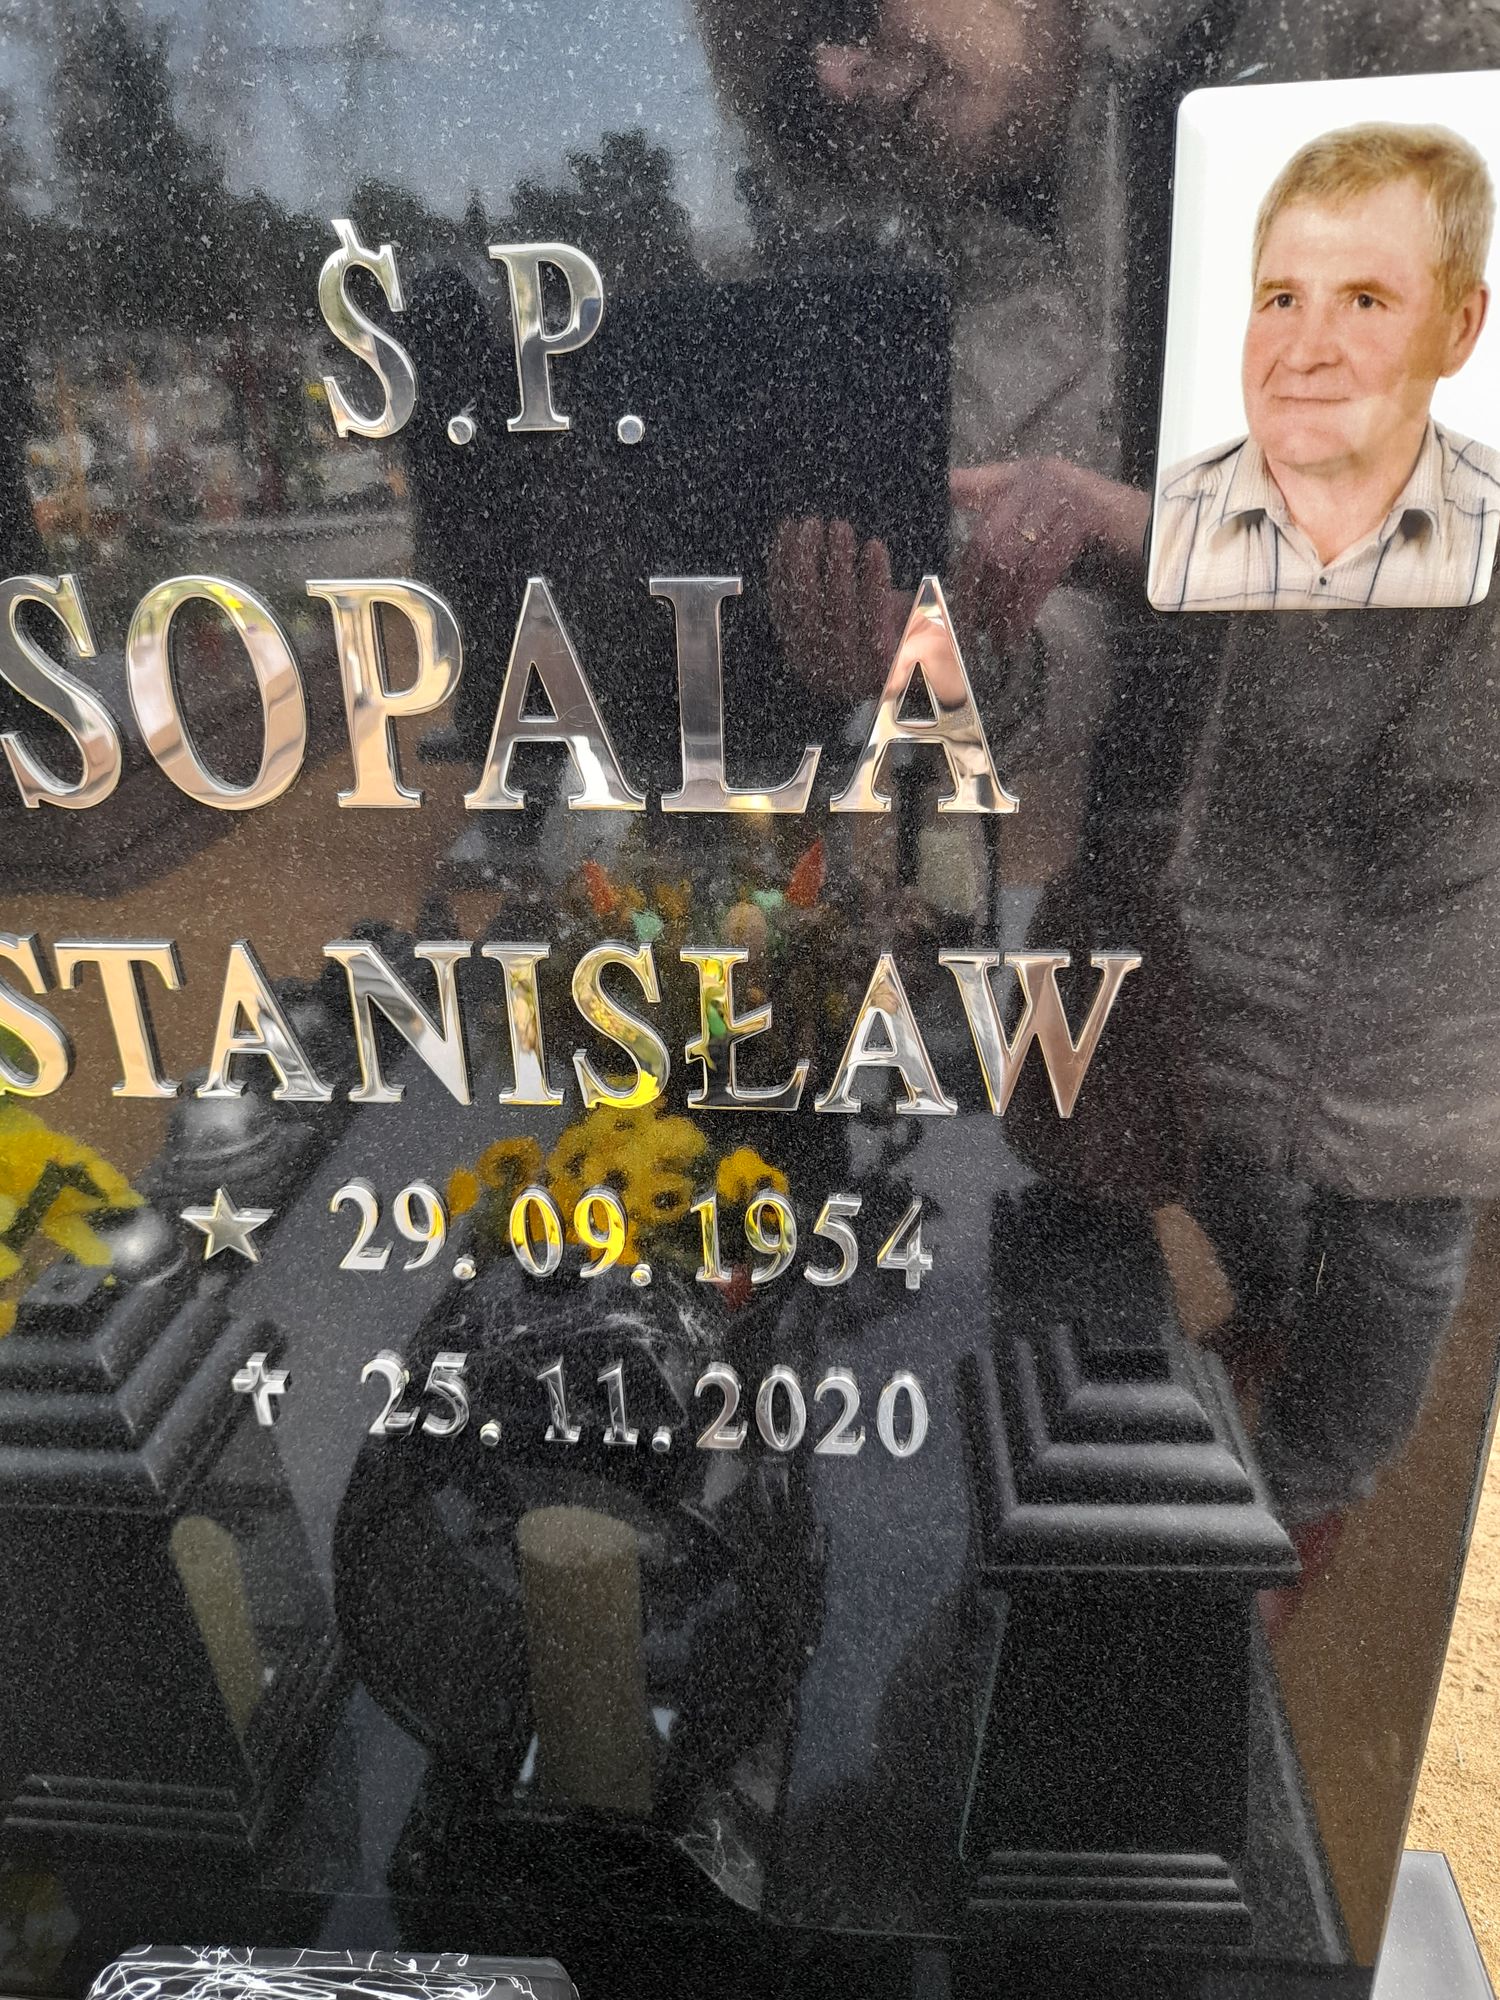 Ś.P.
SOPALA
STANISŁAW
29.09.1954
25.11.2020